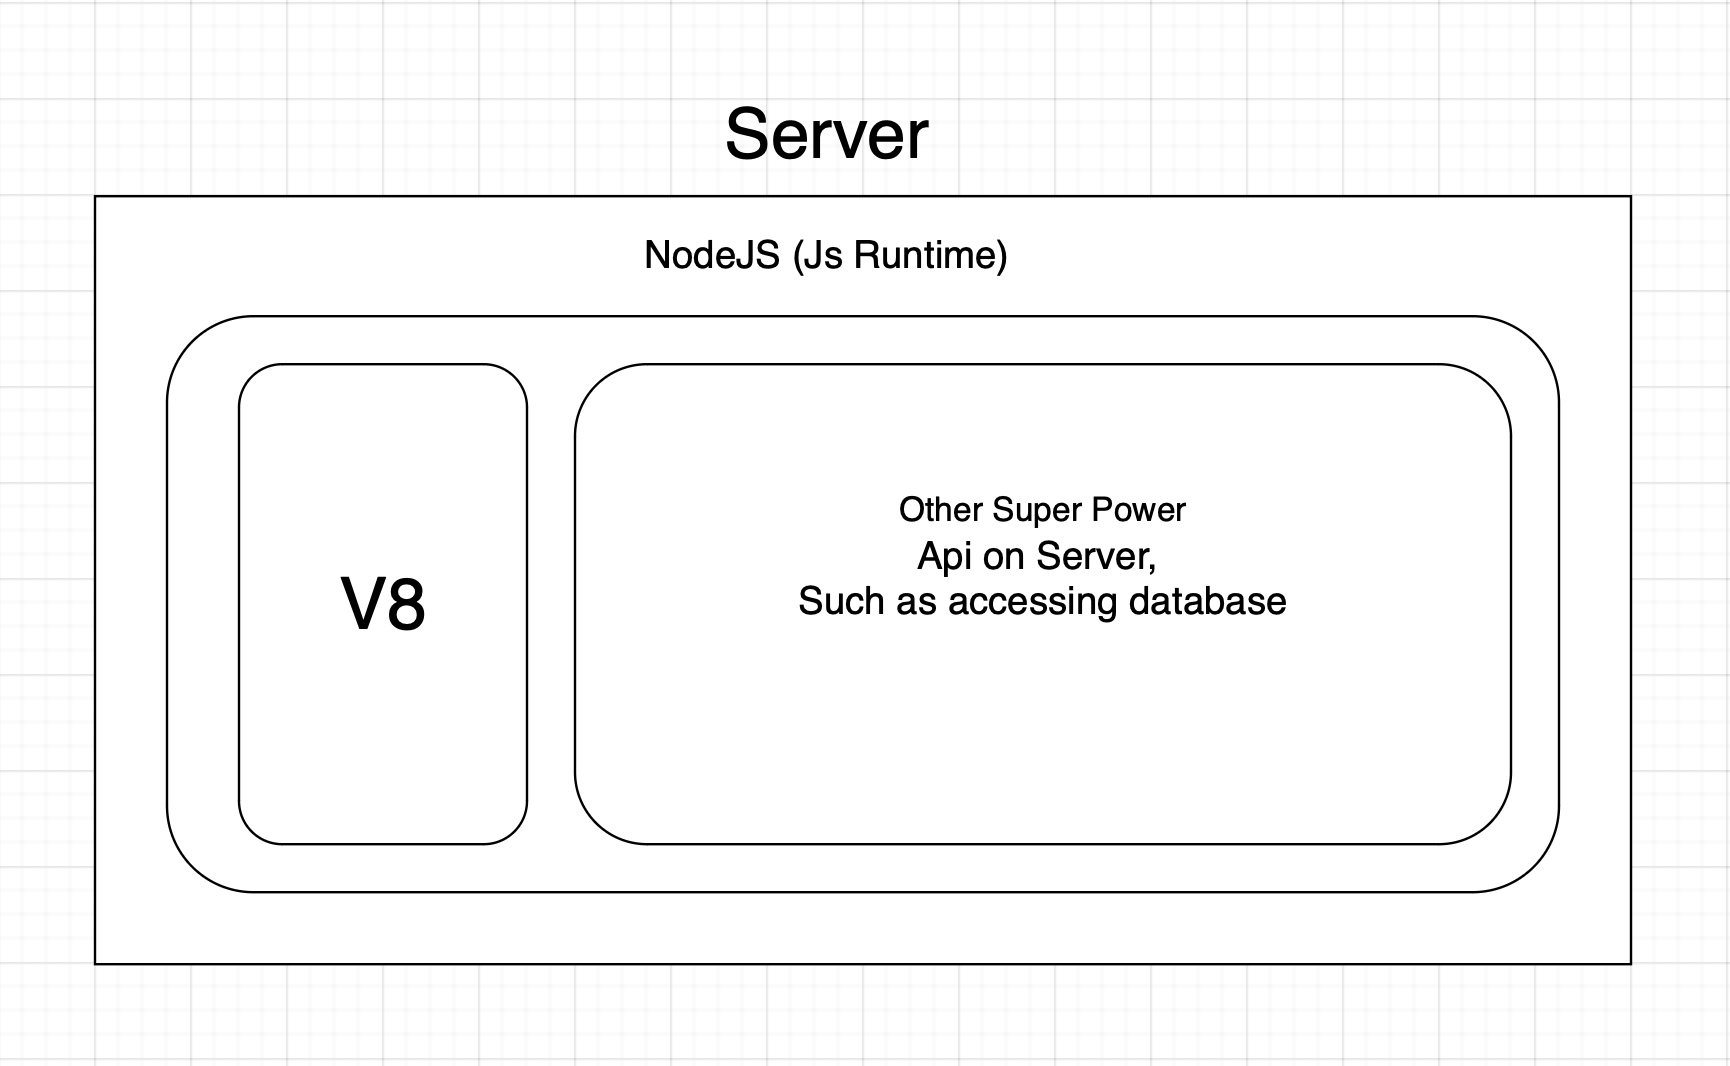 Server
NodeJS (Js Runtime)
V8
Other Super Power
Api on Server,
Such as accessing database